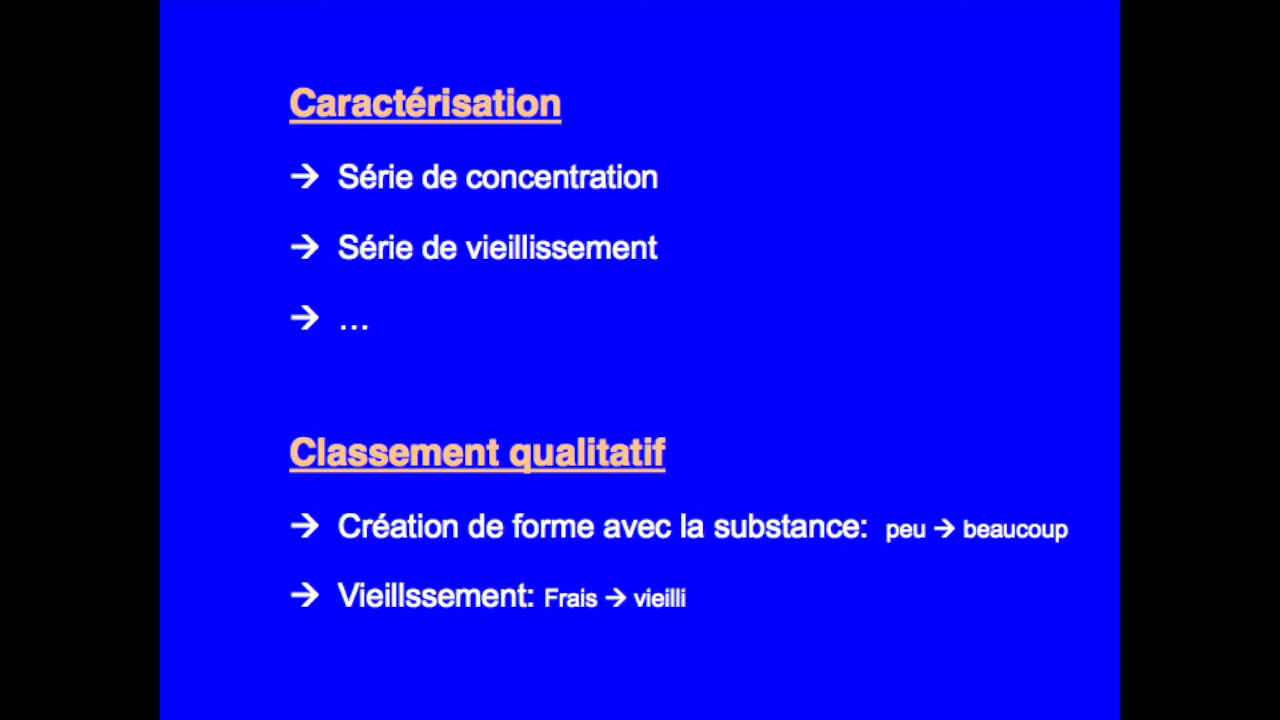 Caractérisation
→ Série de concentration
→ Série de vieillissement
→ ...
Classement qualitatif
→ Création de forme avec la substance: peu → beaucoup
→ Vieillssement: Frais → vieilli